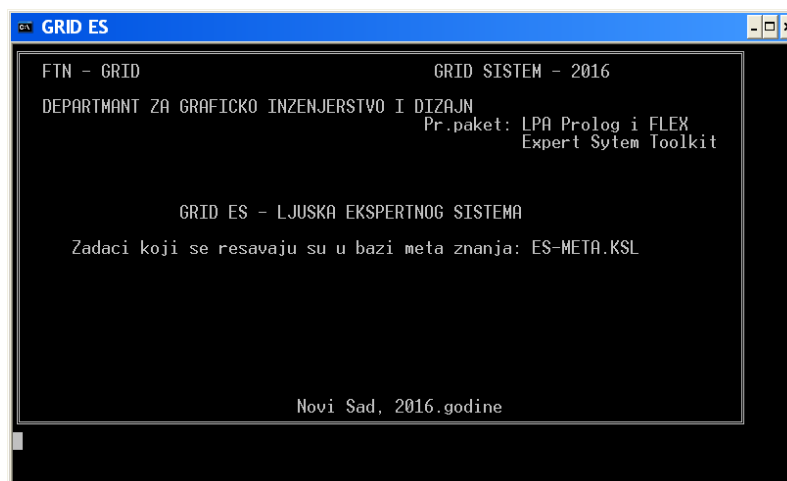 GRID ES
FTN - GRID GRID SISTEM - 2016
DEPARTMANT ZA GRAFICKO INZENJERSTVO I DIZAJN
Pr.paket: LPA Prolog i FLEX
Expert Sytem Toolkit
GRID ES - LJUSKA EKSPERTNOG SISTEMA
Zadaci koji se resavaju su u bazi meta znanja: ES-META.KSL
Novi Sad, 2016.godine